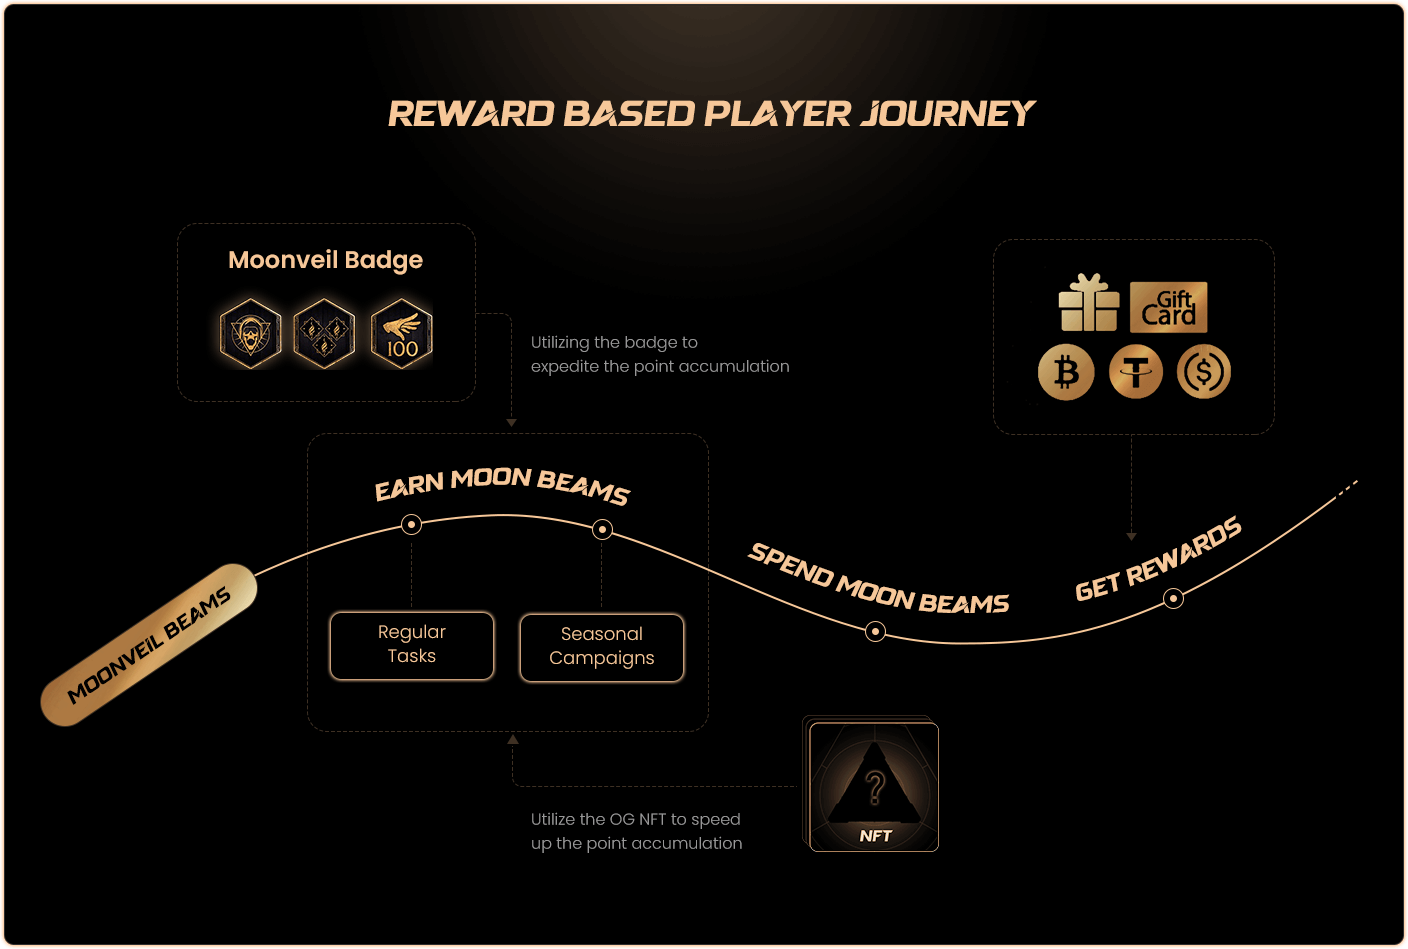 REWARD BASED PLAYER JOURNEY
Moonveil Badge
100
Utilizing the badge to
expedite the point accumulation
Gift
Card
EARN MOON BEAMS
SPEND MOON BEAMS
GET REWARDS
MOONVEIL BEAMS
Regular
Tasks
Seasonal
Campaigns
?
NFT
Utilize the OG NFT to speed
up the point accumulation